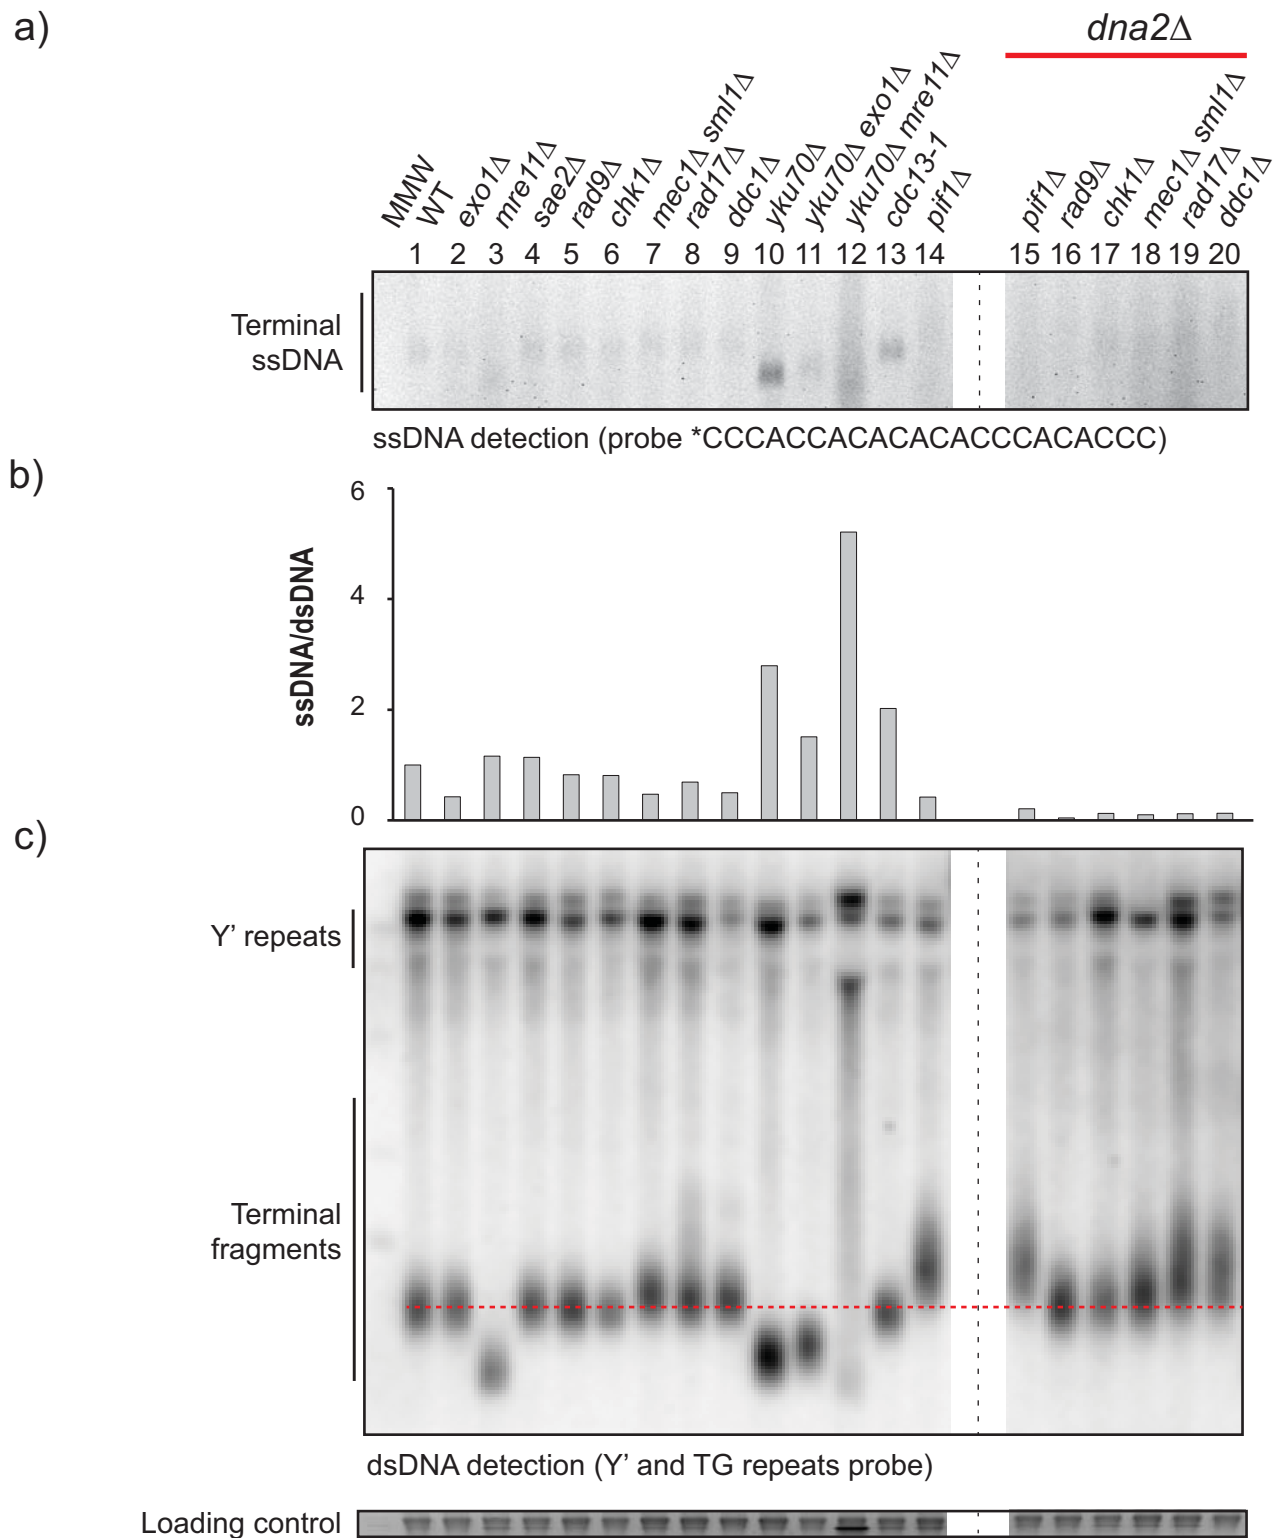 a)
dna2Δ
MMW
WT
exo1Δ
mre11Δ
sae2Δ
rad9Δ
chk1Δ
mec1Δ sml1Δ
rad17Δ
ddc1Δ
yku70Δ
yku70Δ exo1Δ
yku70Δ mre11Δ
cdc13-1
pif1Δ
pif1Δ
rad9Δ
chk1Δ
mec1Δ sml1Δ
rad17Δ
ddc1Δ
1 2 3 4 5 6 7 8 9 10 11 12 13 14 15 16 17 18 19 20
Terminal
ssDNA
ssDNA detection (probe *CCCACCACACACACCCACACCC)
b)
ssDNA/dsDNA
6
4
2
0
c)
Y’ repeats
Terminal
fragments
dsDNA detection (Y’ and TG repeats probe)
Loading control